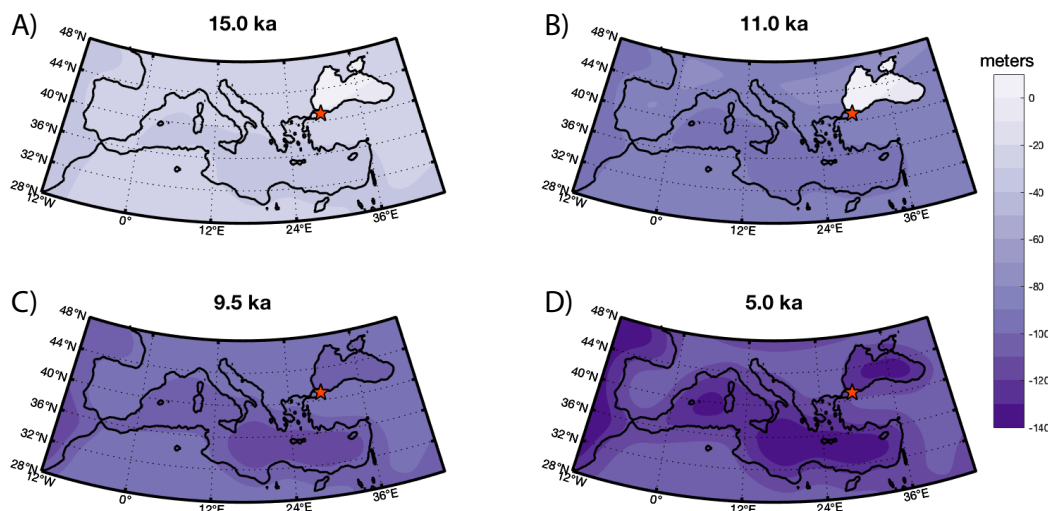 A)
15.0 ka
48°N
44°N
40°N
36°N
32°N
28°N
12°W
0°
12°E
24°E
36°E
B)
11.0 ka
48°N
44°N
40°N
36°N
32°N
28°N
12°W
0°
12°E
24°E
36°E
meters
0
-20
-40
-60
-80
-100
-120
-140
C)
9.5 ka
48°N
44°N
40°N
36°N
32°N
28°N
12°W
0°
12°E
24°E
36°E
D)
5.0 ka
48°N
44°N
40°N
36°N
32°N
28°N
12°W
0°
12°E
24°E
36°E